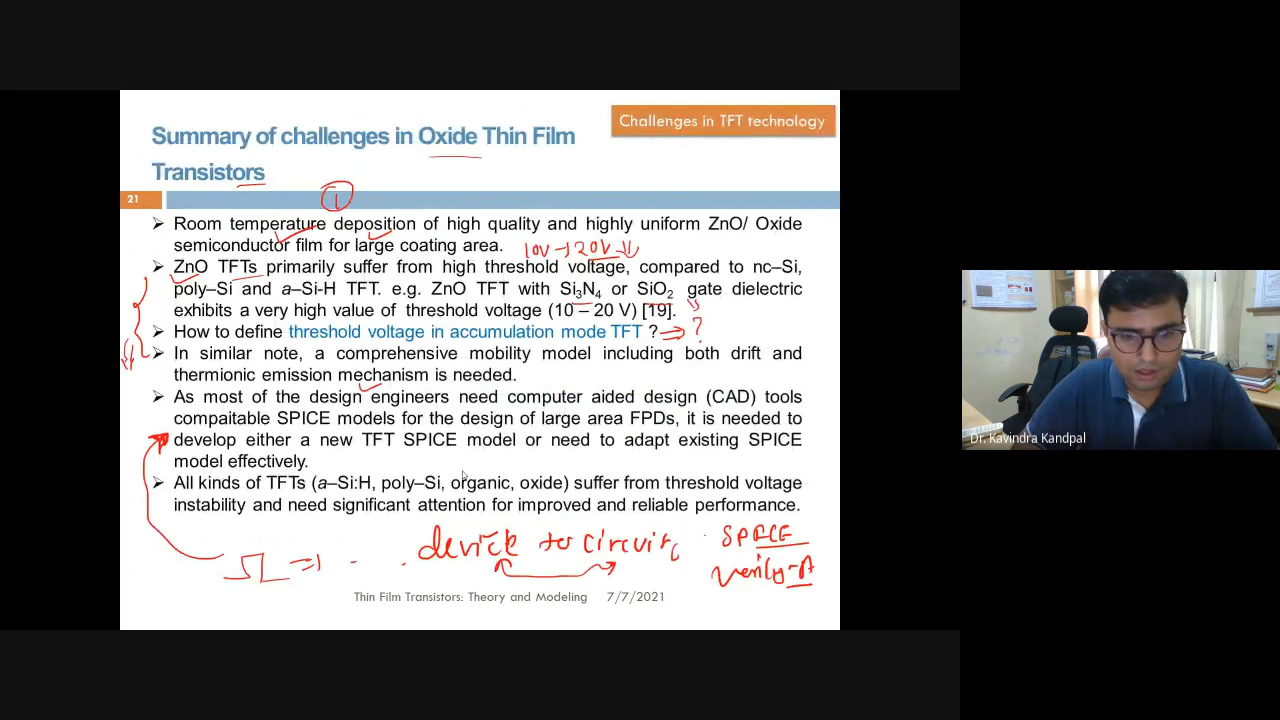 Challenges in TFT technology
Summary of challenges in Oxide Thin Film
Transistors
21
1
➢ Room temperature deposition of high quality and highly uniform ZnO/ Oxide
semiconductor film for large coating area.
10V → 20V
➢ ZnO TFTs primarily suffer from high threshold voltage, compared to nc–Si,
poly–Si and a–Si-H TFT. e.g. ZnO TFT with Si3N4 or SiO2 gate dielectric
exhibits a very high value of threshold voltage (10 – 20 V) [19].
➢ How to define threshold voltage in accumulation mode TFT ? → ?
➢ In similar note, a comprehensive mobility model including both drift and
thermionic emission mechanism is needed.
➢ As most of the design engineers need computer aided design (CAD) tools
compaitable SPICE models for the design of large area FPDs, it is needed to
develop either a new TFT SPICE model or need to adapt existing SPICE
model effectively.
➢ All kinds of TFTs (a–Si:H, poly–Si, organic, oxide) suffer from threshold voltage
instability and need significant attention for improved and reliable performance.
device to circuit SPICE
Thin Film Transistors: Theory and Modeling 7/7/2021
Dr. Kavindra Kandpal